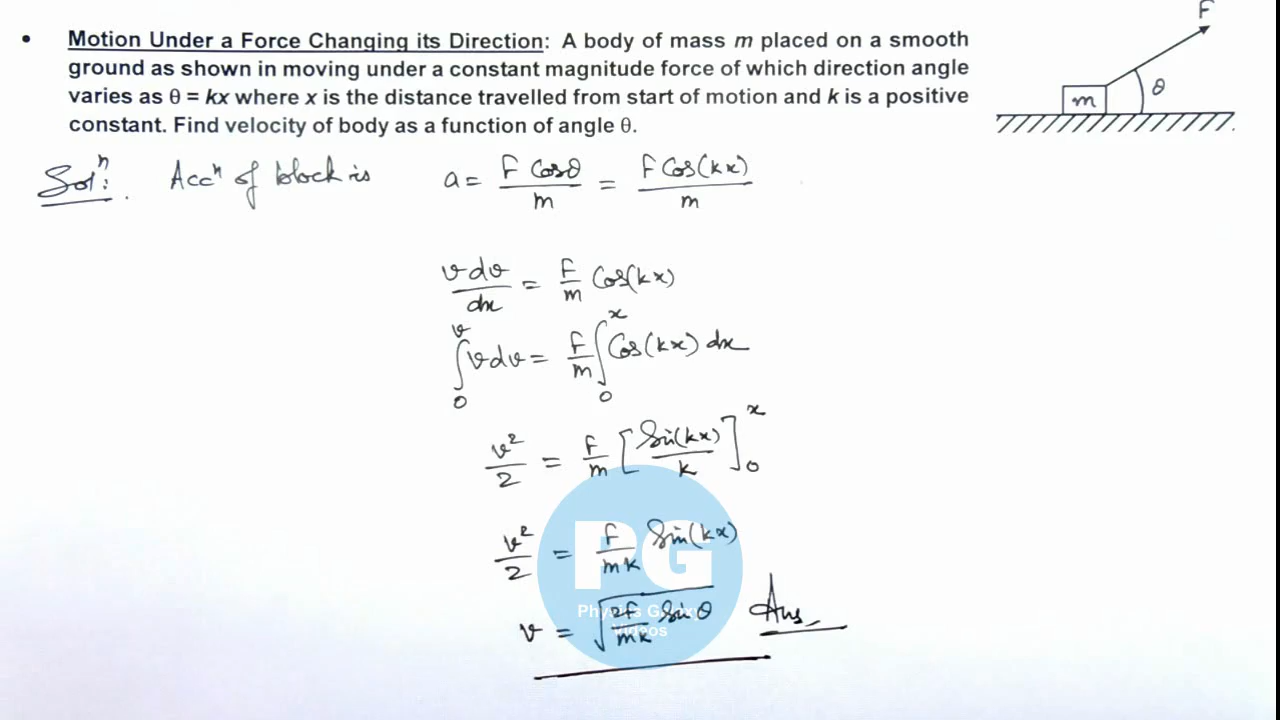 • Motion Under a Force Changing its Direction: A body of mass m placed on a smooth
ground as shown in moving under a constant magnitude force of which direction angle
varies as θ = kx where x is the distance travelled from start of motion and k is a positive
constant. Find velocity of body as a function of angle θ.
F
θ
m
Solⁿ: Accⁿ of block is a = F Cosθ / m = F Cos(kx) / m
v dv / dx = F/m Cos(kx)
∫₀ᵛ v dv = F/m ∫₀ˣ Cos(kx) dx
v²/2 = F/m [Sin(kx)/k]₀ˣ
v²/2 = F/mk Sin(kx)
v = √(2F/mk Sinθ) Ans.
PG
Physics Galaxy
Videos